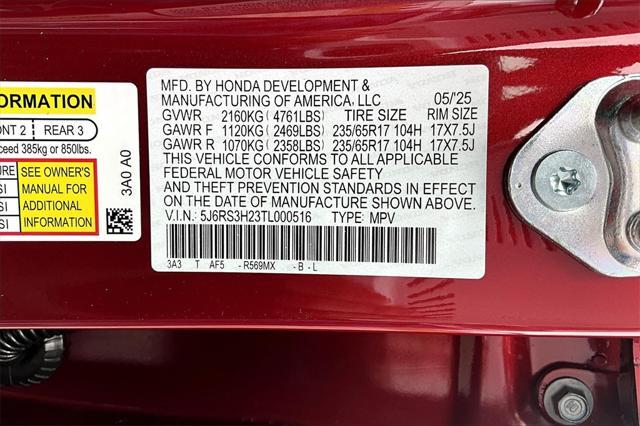 FORMATION
ONT 2 REAR 3
ceed 385kg or 850lbs.
SI
SI
SI
SEE OWNER'S
MANUAL FOR
ADDITIONAL
INFORMATION
3A0 A0
MFD. BY HONDA DEVELOPMENT &
MANUFACTURING OF AMERICA, LLC 05/'25
GVWR 2160KG (4761LBS) TIRE SIZE RIM SIZE
GAWR F 1120KG (2469LBS) 235/65R17 104H 17X7.5J
GAWR R 1070KG (2358LBS) 235/65R17 104H 17X7.5J
THIS VEHICLE CONFORMS TO ALL APPLICABLE
FEDERAL MOTOR VEHICLE SAFETY
AND THEFT PREVENTION STANDARDS IN EFFECT
ON THE DATE OF MANUFACTURE SHOWN ABOVE.
V.I.N.: 5J6RS3H23TL000516 TYPE: MPV
3A3 T AF5 - R569MX - B - L